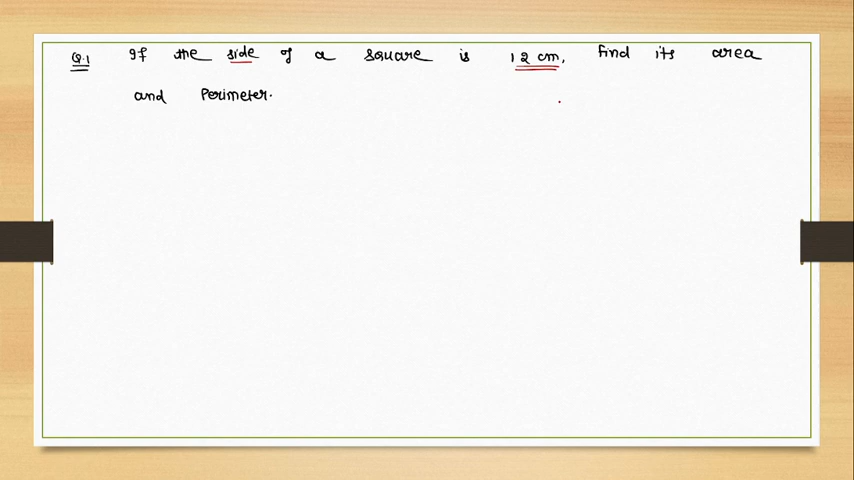 Q.1 If the side of a square is 12 cm, find its area
and Perimeter.